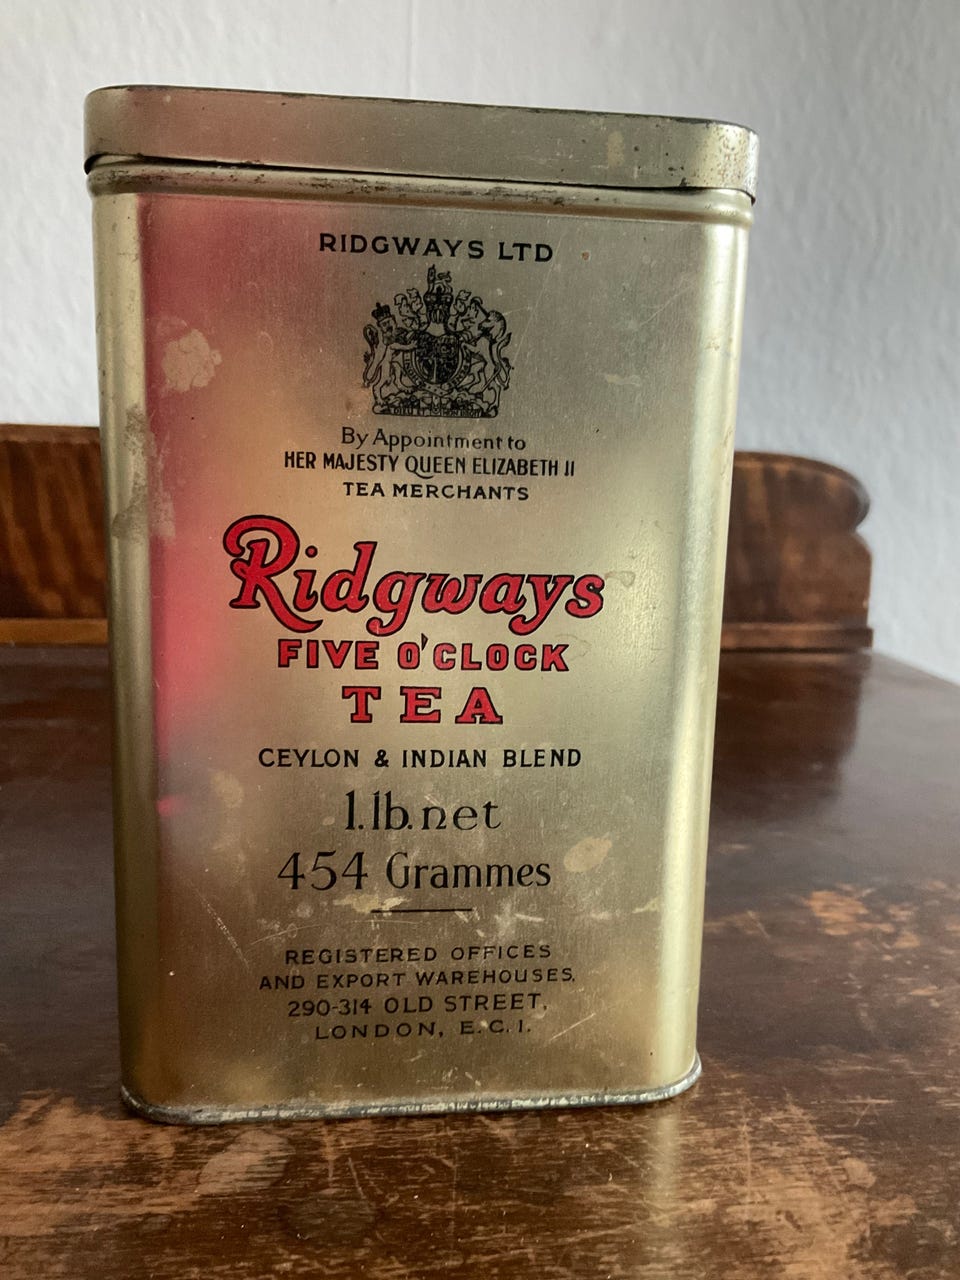 RIDGWAYS LTD
By Appointment to
HER MAJESTY QUEEN ELIZABETH II
TEA MERCHANTS
Ridgways
FIVE O'CLOCK
TEA
CEYLON & INDIAN BLEND
1.lb.net
454 Grammes
REGISTERED OFFICES
AND EXPORT WAREHOUSES,
290-314 OLD STREET,
LONDON, E.C.1.